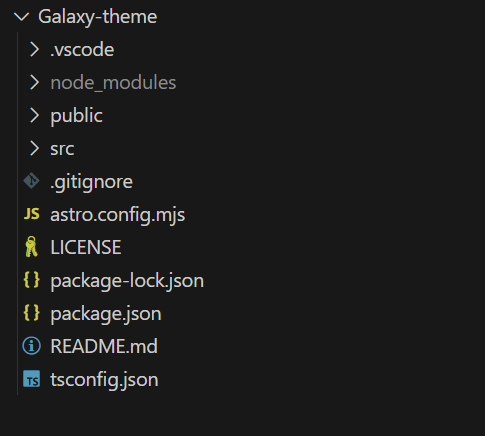 Galaxy-theme
.vscode
node_modules
public
src
.gitignore
JS astro.config.mjs
LICENSE
{} package-lock.json
{} package.json
README.md
TS tsconfig.json